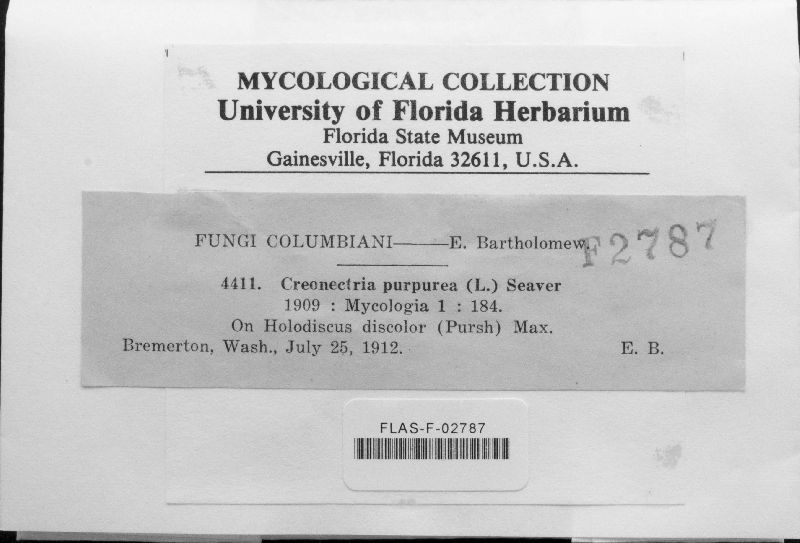 MYCOLOGICAL COLLECTION
University of Florida Herbarium
Florida State Museum
Gainesville, Florida 32611, U.S.A.
FUNGI COLUMBIANI——E. Bartholomew.
F2787
4411. Creonectria purpurea (L.) Seaver
1909 : Mycologia 1 : 184.
On Holodiscus discolor (Pursh) Max.
Bremerton, Wash., July 25, 1912. E. B.
FLAS-F-02787